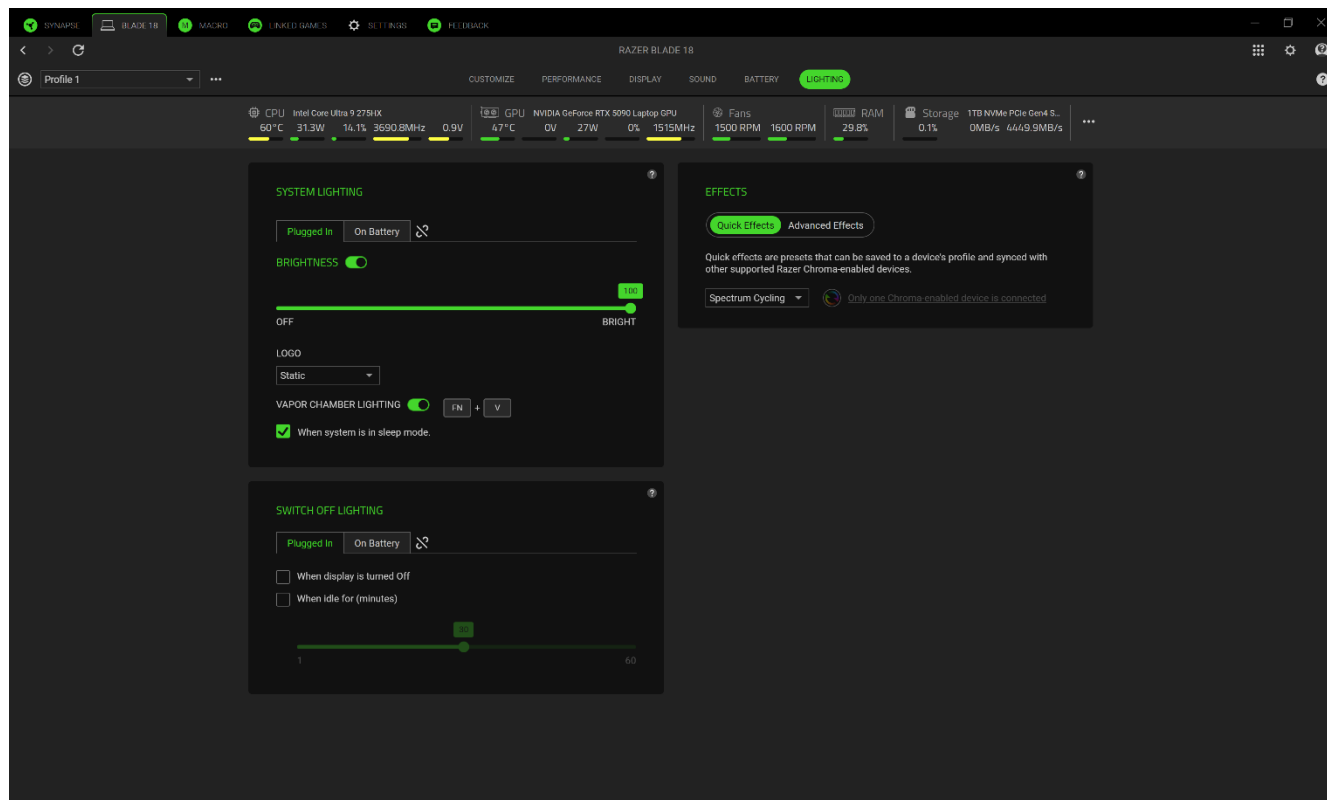 SYNAPSE BLADE 18 MACRO LINKED GAMES SETTINGS FEEDBACK
RAZER BLADE 18
Profile 1
CUSTOMIZE PERFORMANCE DISPLAY SOUND BATTERY LIGHTING
CPU Intel Core Ultra 9 275HX GPU NVIDIA GeForce RTX 5090 Laptop GPU Fans RAM Storage 1TB NVMe PCIe Gen4 S...
60°C 31.3W 14.1% 3690.8MHz 0.9V 47°C 0V 27W 0% 1515MHz 1500 RPM 1600 RPM 29.8% 0.1% 0MB/s 4449.9MB/s
SYSTEM LIGHTING
Plugged In On Battery
BRIGHTNESS
100
OFF BRIGHT
LOGO
Static
VAPOR CHAMBER LIGHTING FN + V
When system is in sleep mode.
SWITCH OFF LIGHTING
Plugged In On Battery
When display is turned Off
When idle for (minutes)
30
1 60
EFFECTS
Quick Effects Advanced Effects
Quick effects are presets that can be saved to a device's profile and synced with
other supported Razer Chroma-enabled devices.
Spectrum Cycling Only one Chroma-enabled device is connected